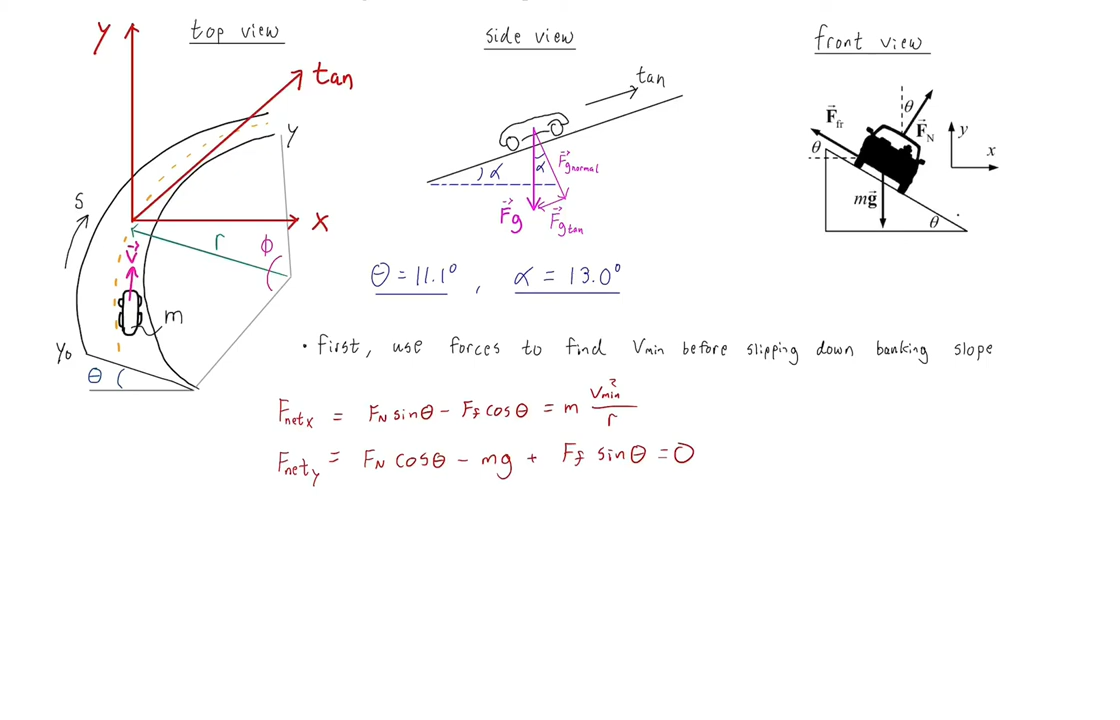 top view
side view
front view
y
tan
x
y
S
r
ϕ
v⃗
m
y₀
θ
tan
α
α
F⃗g normal
F⃗g
F⃗g tan
θ
F⃗fr
F⃗N
y
x
θ
mg⃗
θ
θ = 11.1° , α = 13.0°
• First, use forces to find Vmin before slipping down banking slope
Fnetx = FN sinθ - Ff cosθ = m Vmin²/r
Fnety = FN cosθ - mg + Ff sinθ = 0